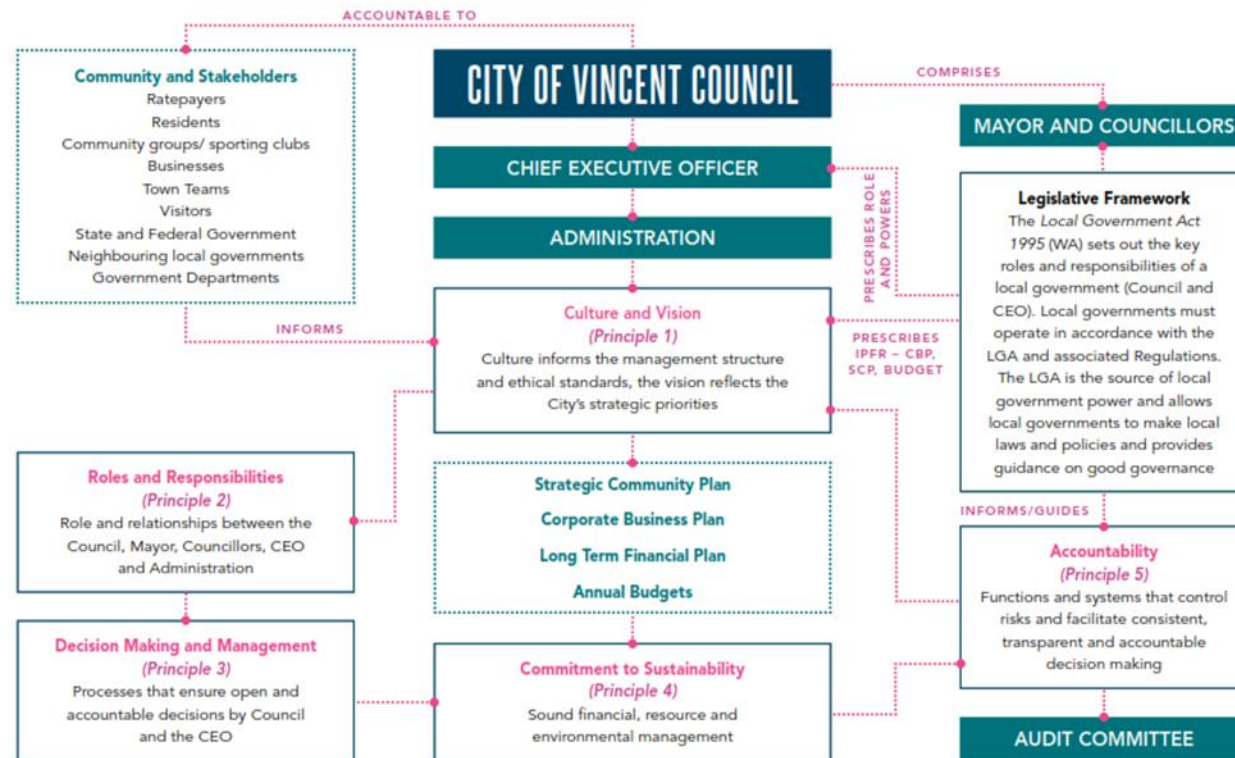 ACCOUNTABLE TO
Community and Stakeholders
Ratepayers
Residents
Community groups/ sporting clubs
Businesses
Town Teams
Visitors
State and Federal Government
Neighbouring local governments
Government Departments
CITY OF VINCENT COUNCIL
COMPRISES
MAYOR AND COUNCILLORS
CHIEF EXECUTIVE OFFICER
ADMINISTRATION
PRESCRIBES ROLE
AND POWERS
Legislative Framework
The Local Government Act
1995 (WA) sets out the key
roles and responsibilities of a
local government (Council and
CEO). Local governments must
operate in accordance with the
LGA and associated Regulations.
The LGA is the source of local
government power and allows
local governments to make local
laws and policies and provides
guidance on good governance
INFORMS
Culture and Vision
(Principle 1)
Culture informs the management structure
and ethical standards, the vision reflects the
City's strategic priorities
PRESCRIBES
IPFR – CBP,
SCP, BUDGET
Roles and Responsibilities
(Principle 2)
Role and relationships between the
Council, Mayor, Councillors, CEO
and Administration
Strategic Community Plan
Corporate Business Plan
Long Term Financial Plan
Annual Budgets
INFORMS/GUIDES
Accountability
(Principle 5)
Functions and systems that control
risks and facilitate consistent,
transparent and accountable
decision making
Decision Making and Management
(Principle 3)
Processes that ensure open and
accountable decisions by Council
and the CEO
Commitment to Sustainability
(Principle 4)
Sound financial, resource and
environmental management
AUDIT COMMITTEE